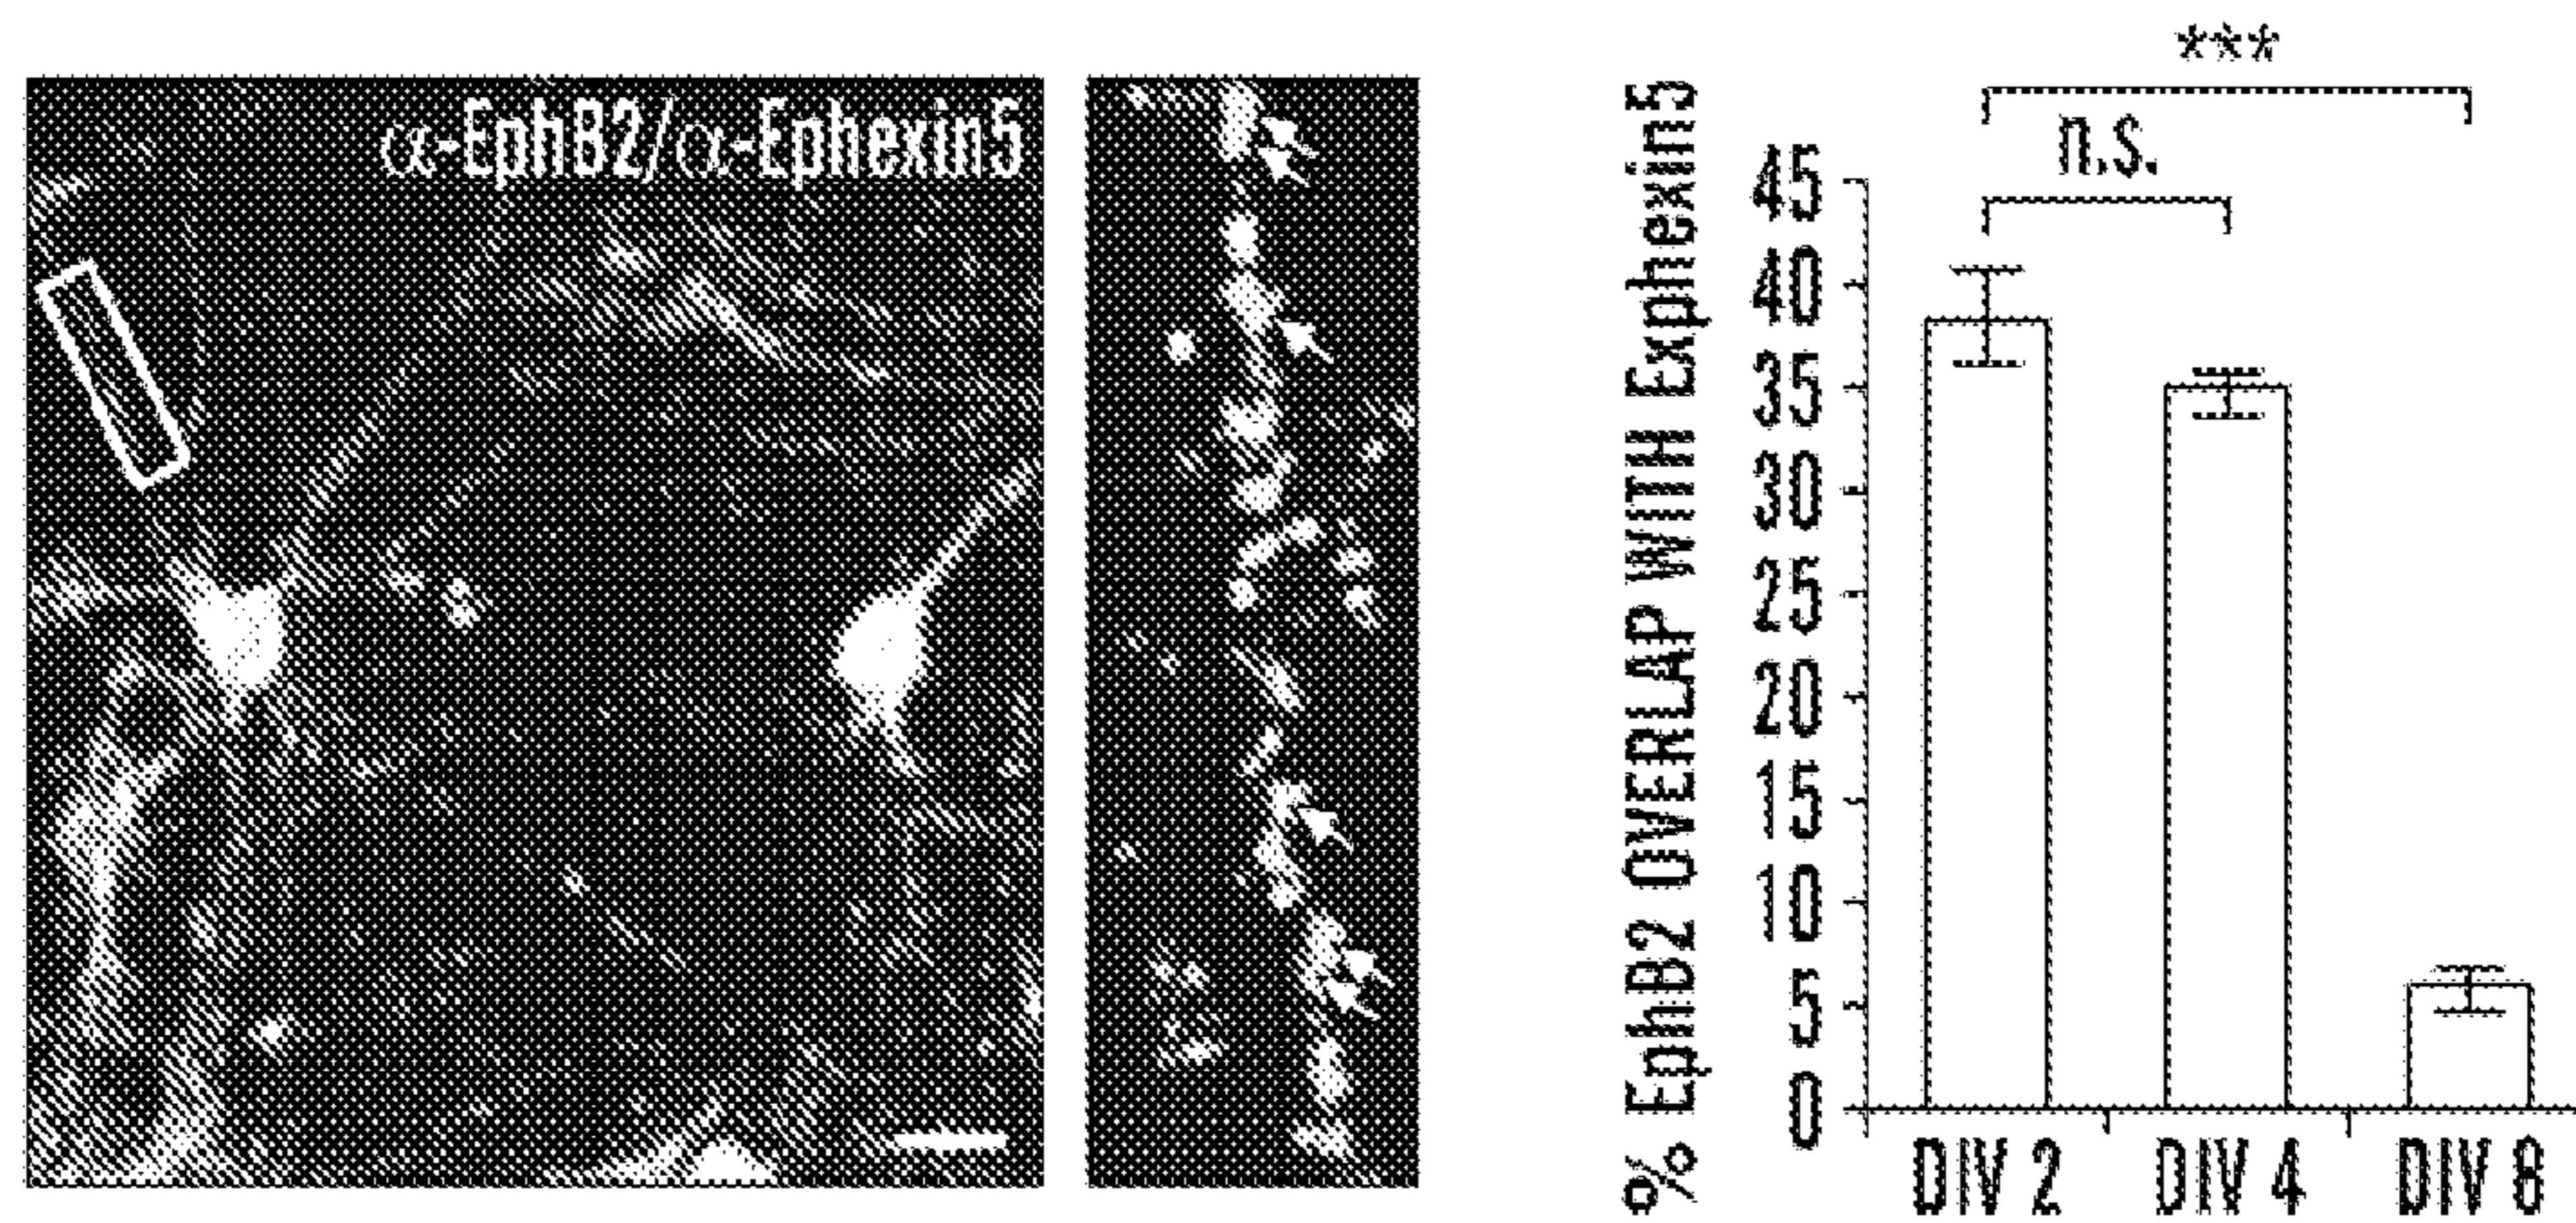 α-EphB2/α-Ephexin5
% EphB2 OVERLAP WITH Exphexin5
***
n.s.
45
40
35
30
25
20
15
10
5
0
DIV 2
DIV 4
DIV 8